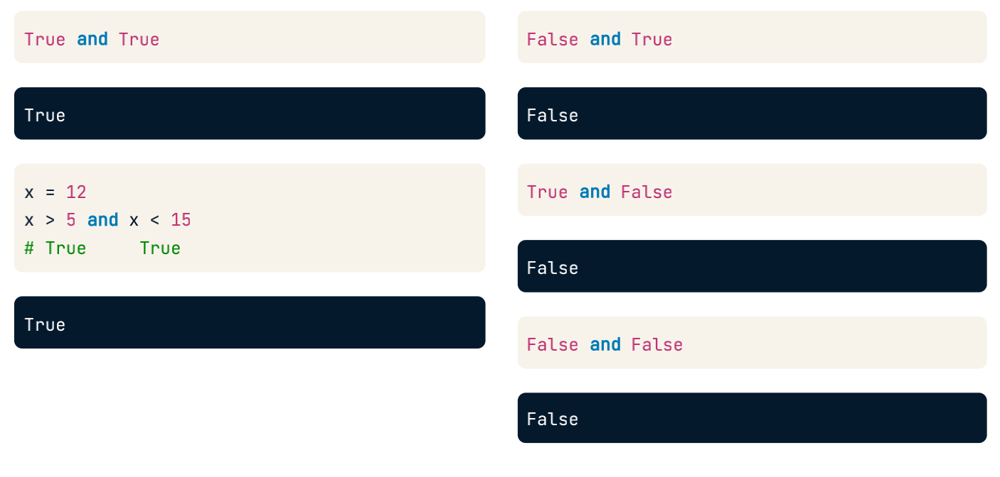 True and True
True
x = 12
x > 5 and x < 15
# True     True
True
False and True
False
True and False
False
False and False
False